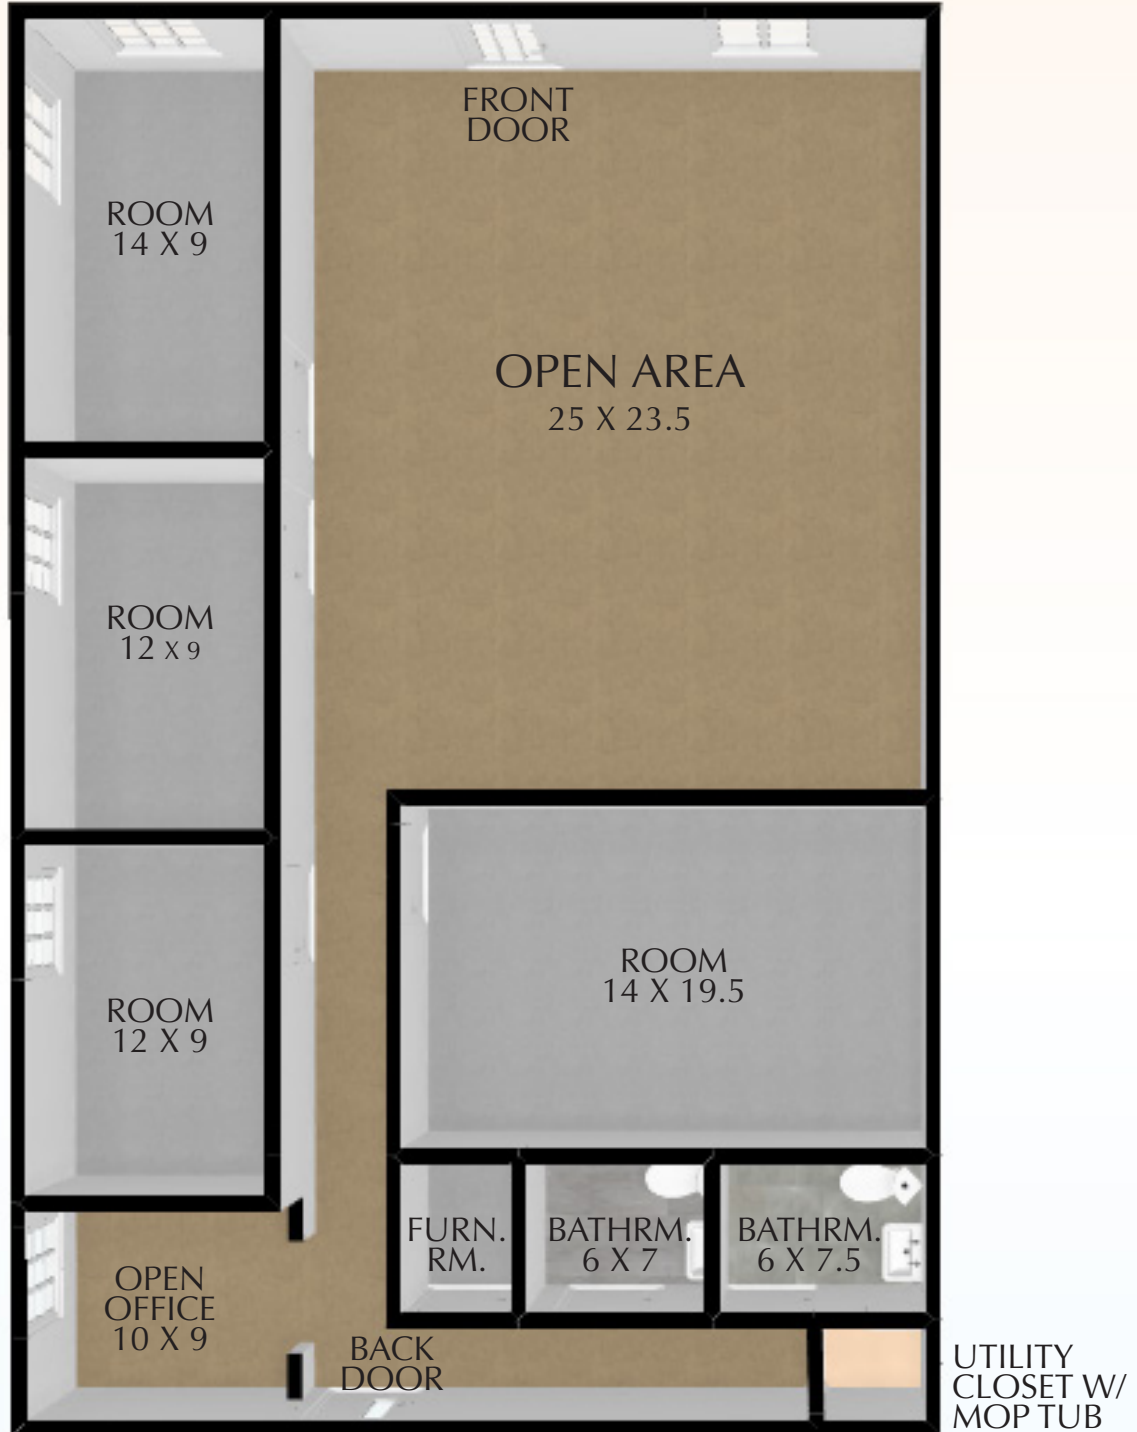 FRONT
DOOR
ROOM
14 X 9
OPEN AREA
25 X 23.5
ROOM
12 X 9
ROOM
14 X 19.5
ROOM
12 X 9
FURN.
RM.
BATHRM.
6 X 7
BATHRM.
6 X 7.5
OPEN
OFFICE
10 X 9
BACK
DOOR
UTILITY
CLOSET W/
MOP TUB